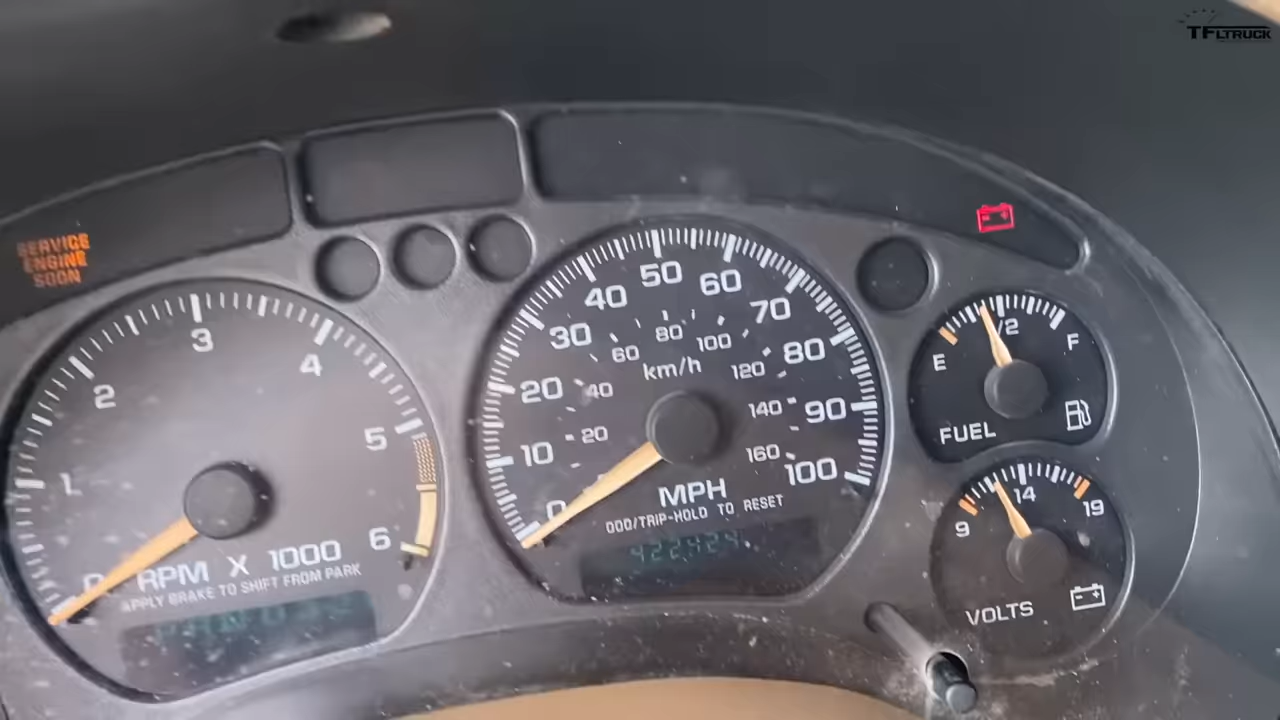 TFLTRUCK
SERVICE
ENGINE
SOON
0 1 2 3 4 5 6
RPM X 1000
APPLY BRAKE TO SHIFT FROM PARK
0 10 20 30 40 50 60 70 80 90 100
20 40 60 80 100 120 140 160
km/h
MPH
ODO/TRIP-HOLD TO RESET
422424
E 1/2 F
FUEL
9 14 19
VOLTS